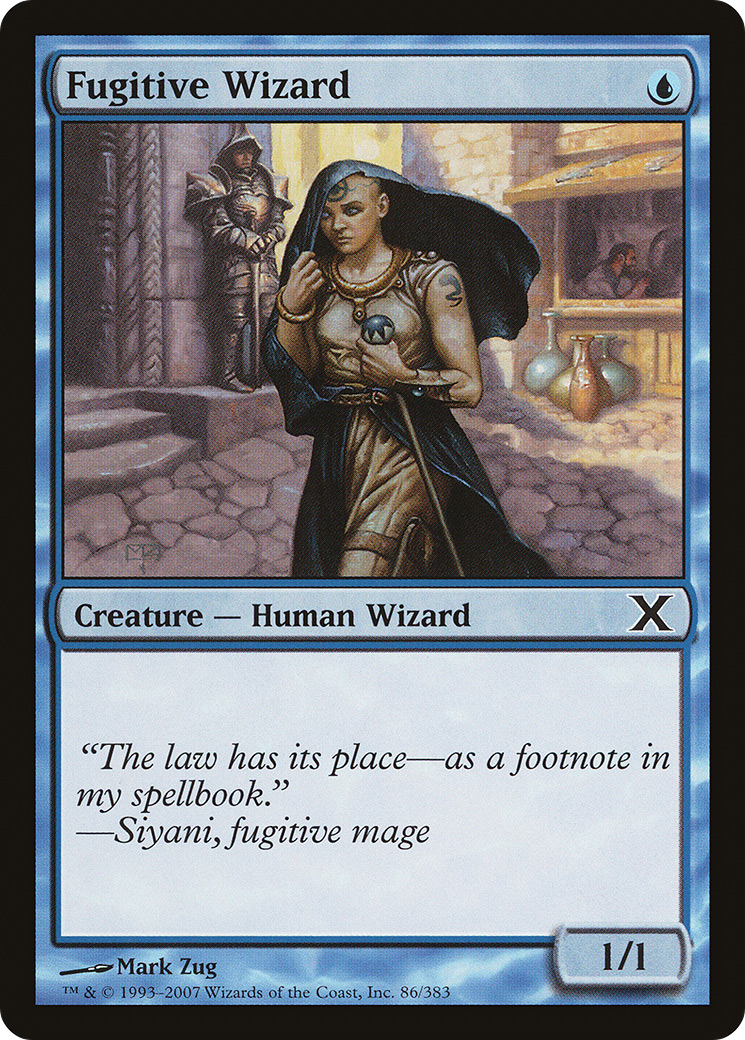 Fugitive Wizard
Creature — Human Wizard
X
“The law has its place—as a footnote in
my spellbook.”
—Siyani, fugitive mage
1/1
Mark Zug
™ & © 1993–2007 Wizards of the Coast, Inc. 86/383